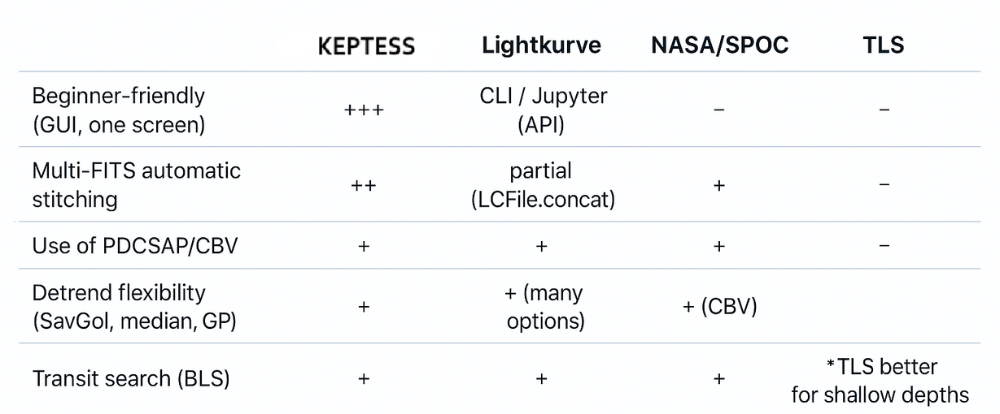 KEPTESS Lightkurve NASA/SPOC TLS
Beginner-friendly
(GUI, one screen)
+++
CLI / Jupyter
(API)
–
–
Multi-FITS automatic
stitching
++
partial
(LCFile.concat)
+
–
Use of PDCSAP/CBV + + + –
Detrend flexibility
(SavGol, median, GP)
+
+ (many
options)
+ (CBV)
Transit search (BLS)
+
+
+
*TLS better
for shallow depths